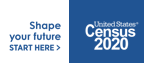 Shape
your future
START HERE >
United States®
Census
2020